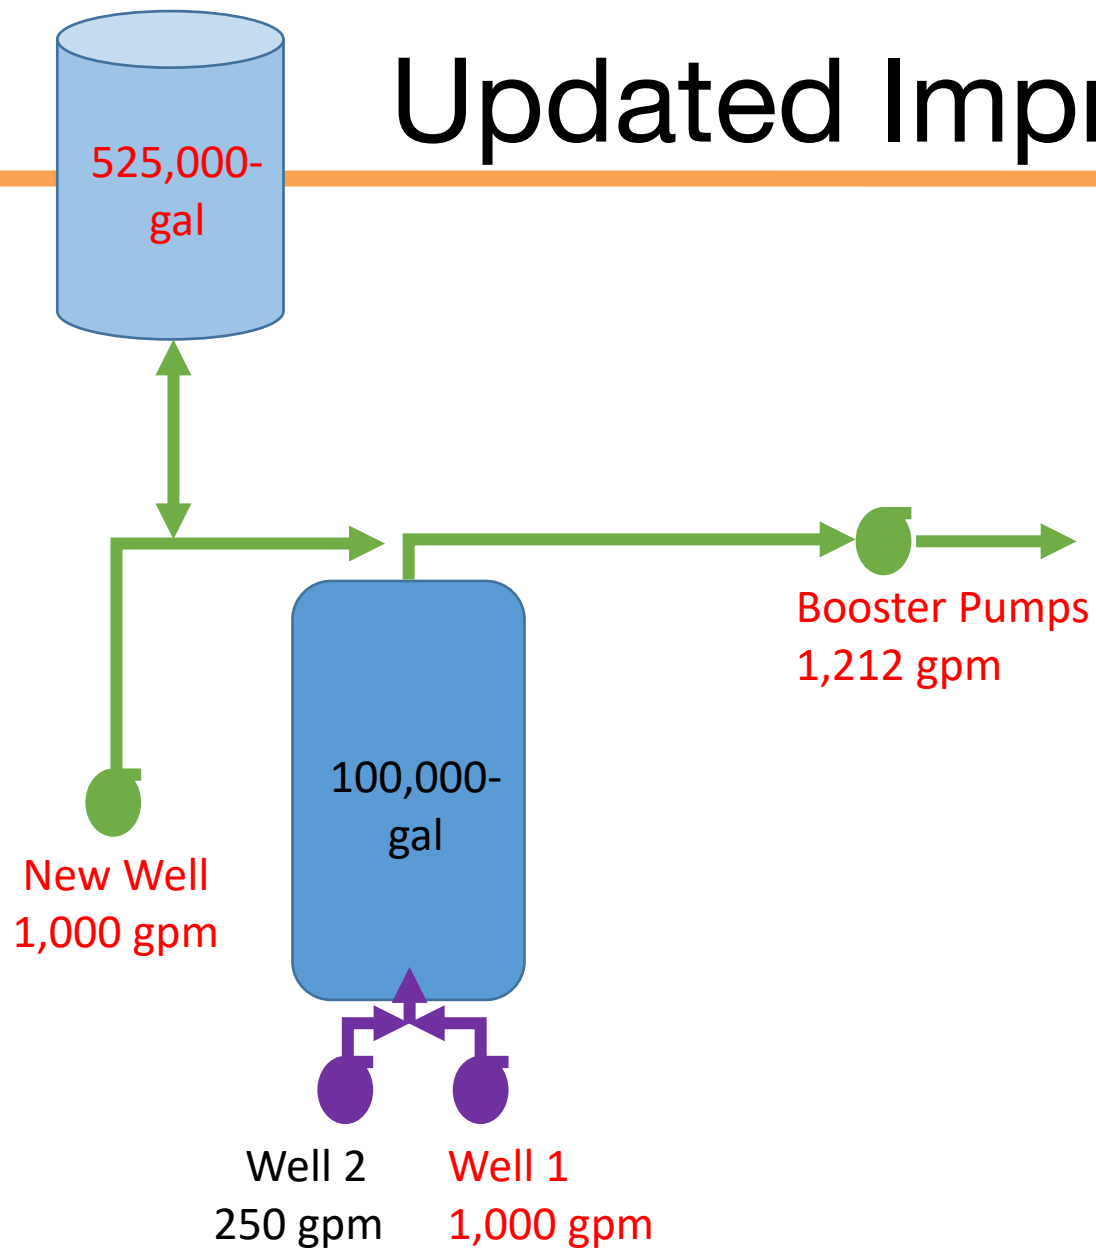 Updated Impr
525,000-
gal
Booster Pumps
1,212 gpm
100,000-
gal
New Well
1,000 gpm
Well 2
250 gpm
Well 1
1,000 gpm